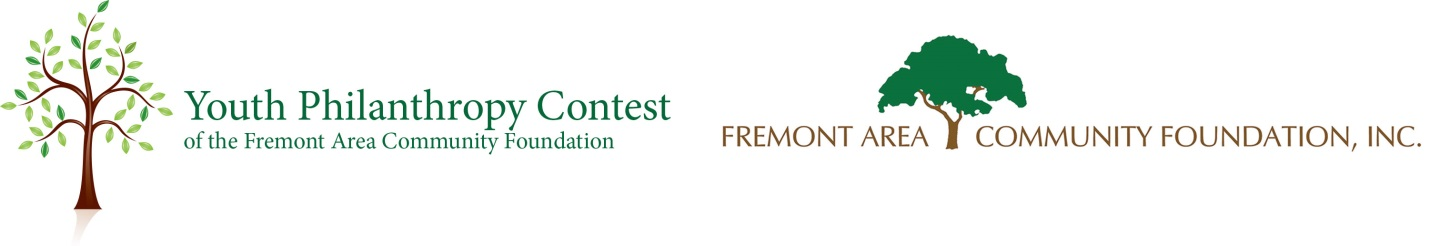 Youth Philanthropy Contest
of the Fremont Area Community Foundation
FREMONT AREA COMMUNITY FOUNDATION, INC.